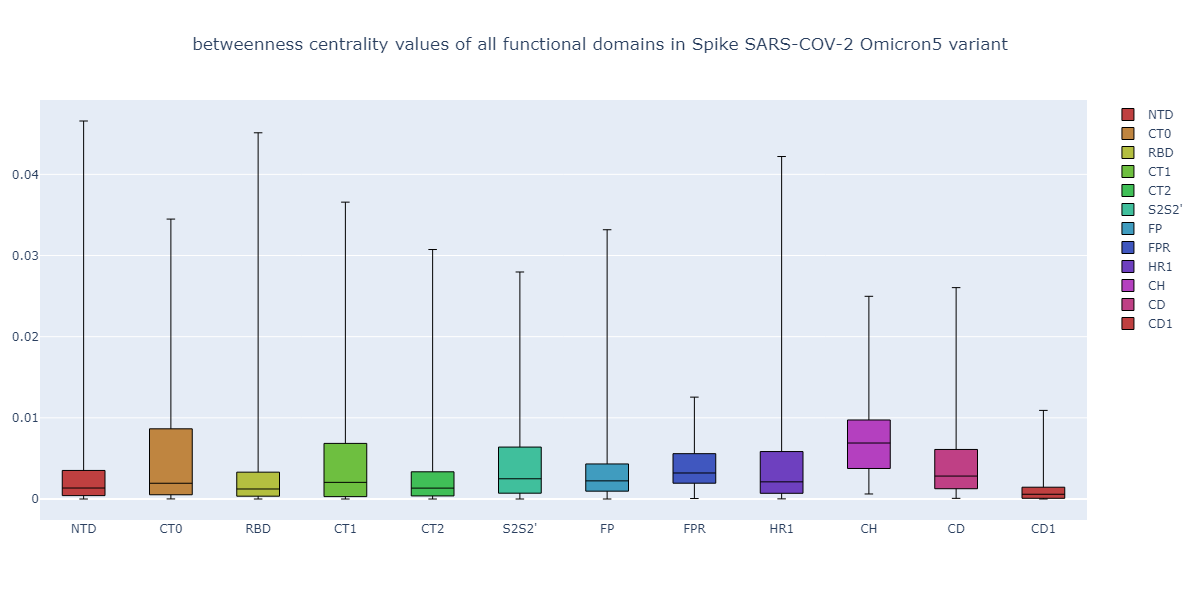 betweenness centrality values of all functional domains in Spike SARS-COV-2 Omicron5 variant
0.04
0.03
0.02
0.01
0
NTD CT0 RBD CT1 CT2 S2S2' FP FPR HR1 CH CD CD1
NTD
CT0
RBD
CT1
CT2
S2S2'
FP
FPR
HR1
CH
CD
CD1